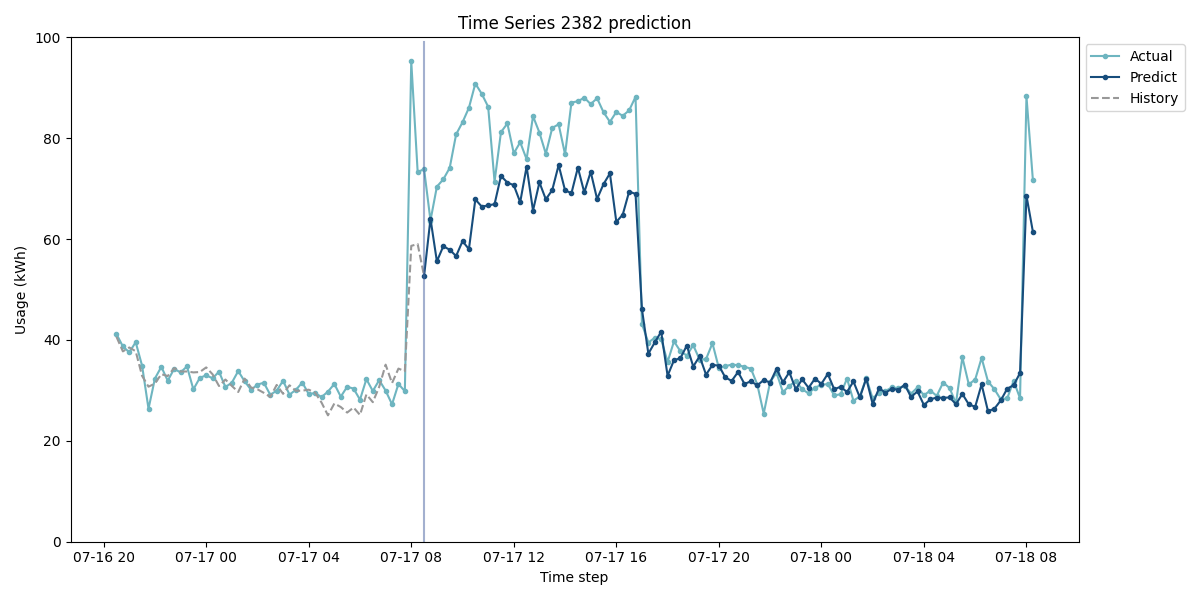 Time Series 2382 prediction
100
80
60
40
20
0
Usage (kWh)
07-16 20
07-17 00
07-17 04
07-17 08
07-17 12
07-17 16
07-17 20
07-18 00
07-18 04
07-18 08
Time step
Actual
Predict
History